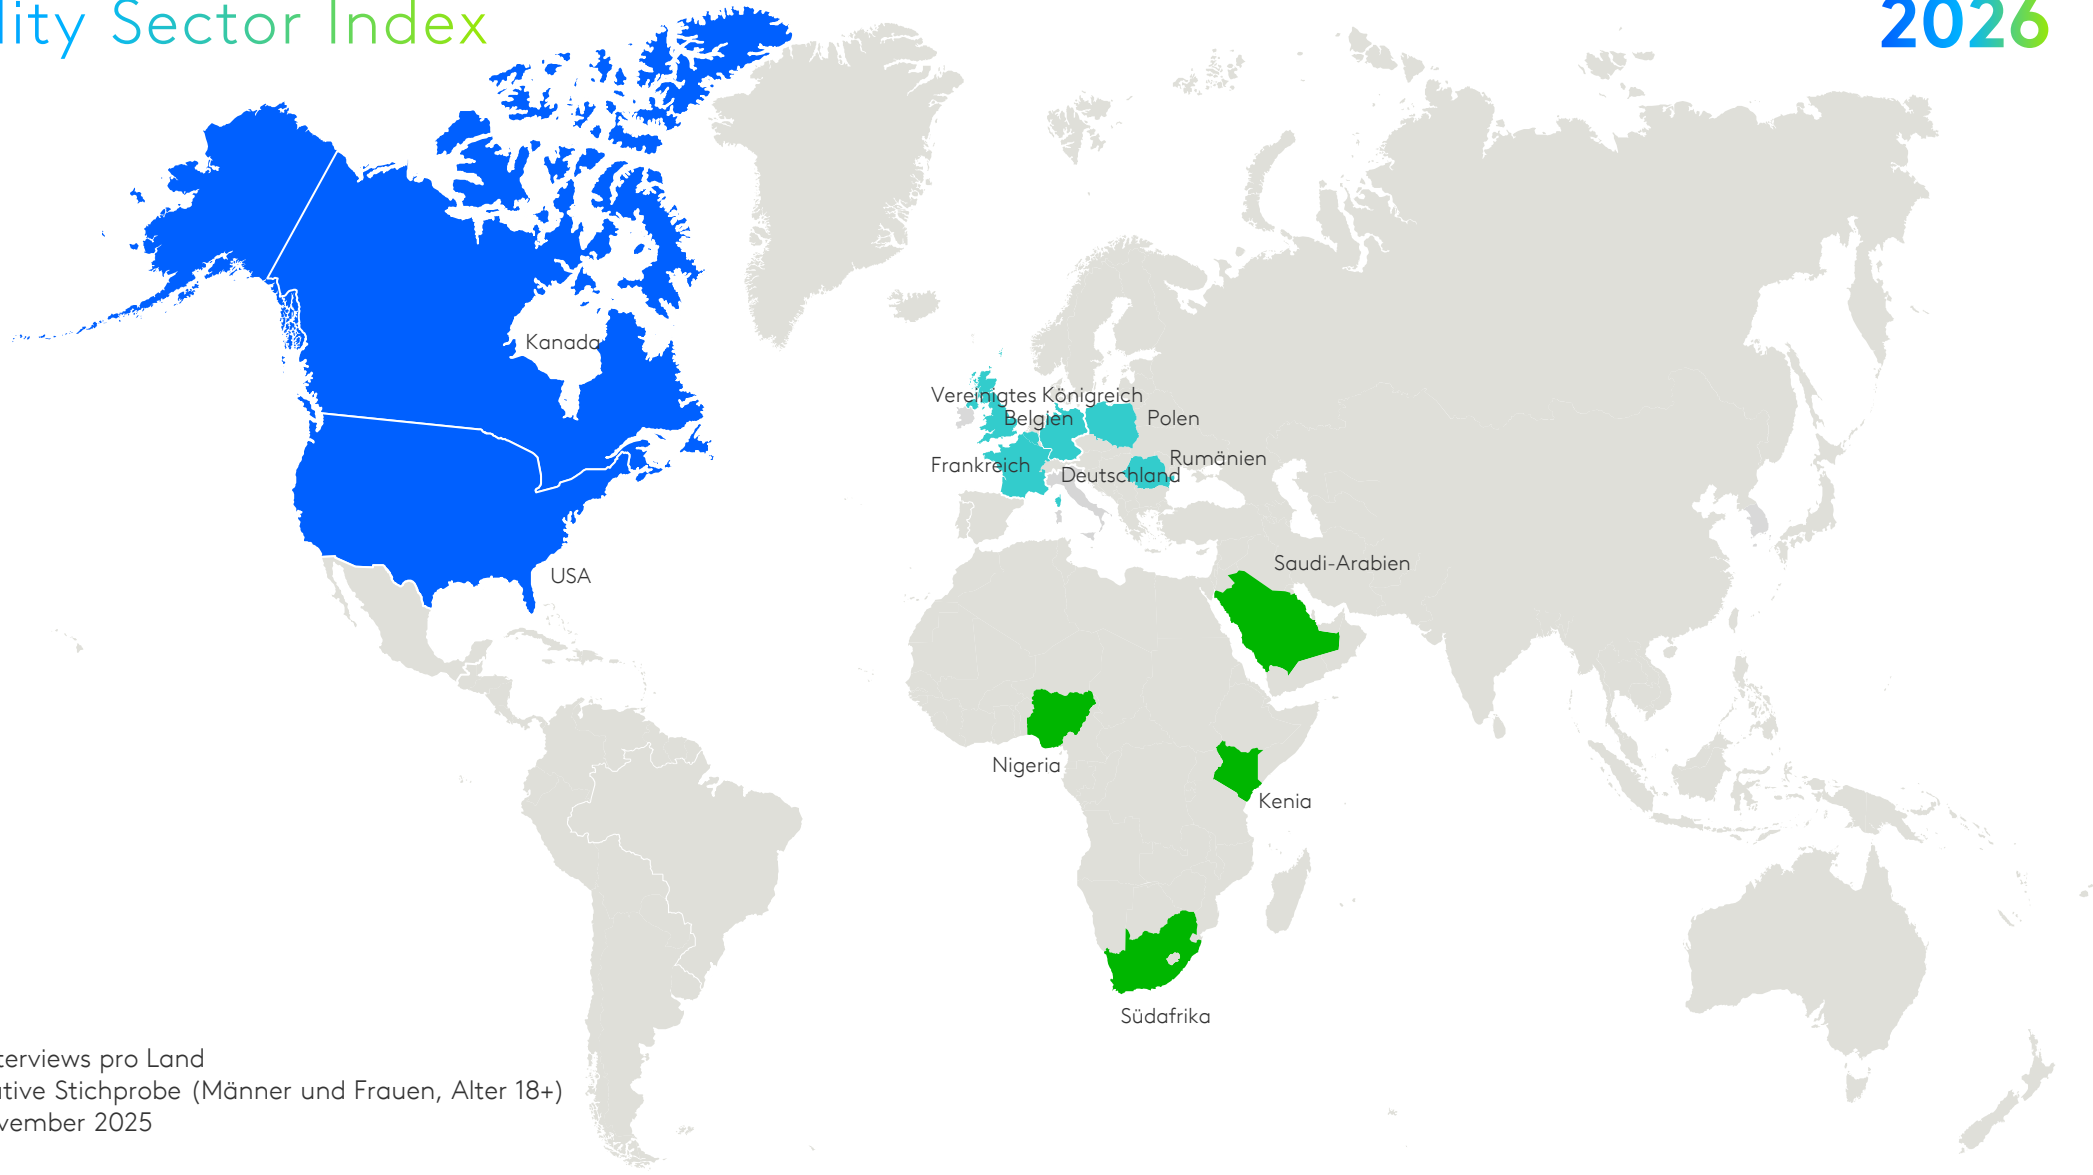 lity Sector Index
2026
Kanada
Vereinigtes Königreich
Belgien
Polen
Frankreich
Rumänien
Deutschland
USA
Saudi-Arabien
Nigeria
Kenia
Südafrika
terviews pro Land
tive Stichprobe (Männer und Frauen, Alter 18+)
vember 2025